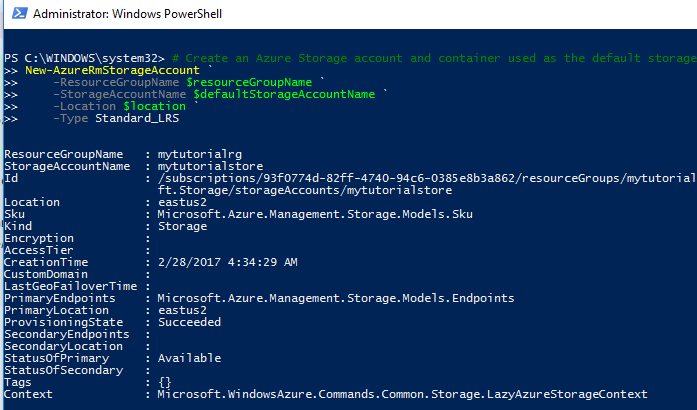 Administrator: Windows PowerShell
PS C:\WINDOWS\system32> # Create an Azure Storage account and container used as the default storage
>> New-AzureRmStorageAccount `
>>     -ResourceGroupName $resourceGroupName `
>>     -StorageAccountName $defaultStorageAccountName `
>>     -Location $location `
>>     -Type Standard_LRS
ResourceGroupName   : mytutorialrg
StorageAccountName  : mytutorialstore
Id                  : /subscriptions/93f0774d-82ff-4740-94c6-0385e8b3a862/resourceGroups/mytutorial
                      ft.Storage/storageAccounts/mytutorialstore
Location            : eastus2
Sku                 : Microsoft.Azure.Management.Storage.Models.Sku
Kind                : Storage
Encryption          :
AccessTier          :
CreationTime        : 2/28/2017 4:34:29 AM
CustomDomain        :
LastGeoFailoverTime :
PrimaryEndpoints    : Microsoft.Azure.Management.Storage.Models.Endpoints
PrimaryLocation     : eastus2
ProvisioningState   : Succeeded
SecondaryEndpoints  :
SecondaryLocation   :
StatusOfPrimary     : Available
StatusOfSecondary   :
Tags                : {}
Context             : Microsoft.WindowsAzure.Commands.Common.Storage.LazyAzureStorageContext